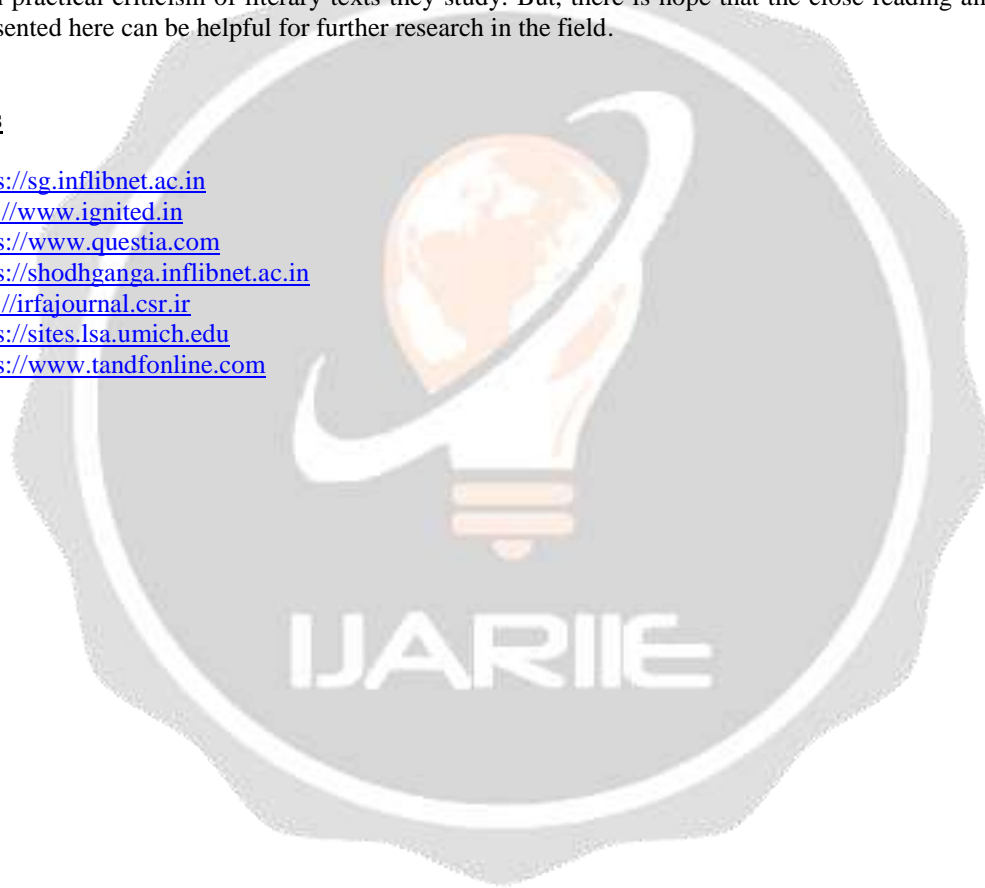 practical criticism of literary texts they study. But, there is hope that the close reading
sented here can be helpful for further research in the field.
s
s://sg.inflibnet.ac.in
://www.ignited.in
s://www.questia.com
s://shodhganga.inflibnet.ac.in
://irfajournal.csr.ir
s://sites.lsa.umich.edu
s://www.tandfonline.com
IJARIIE